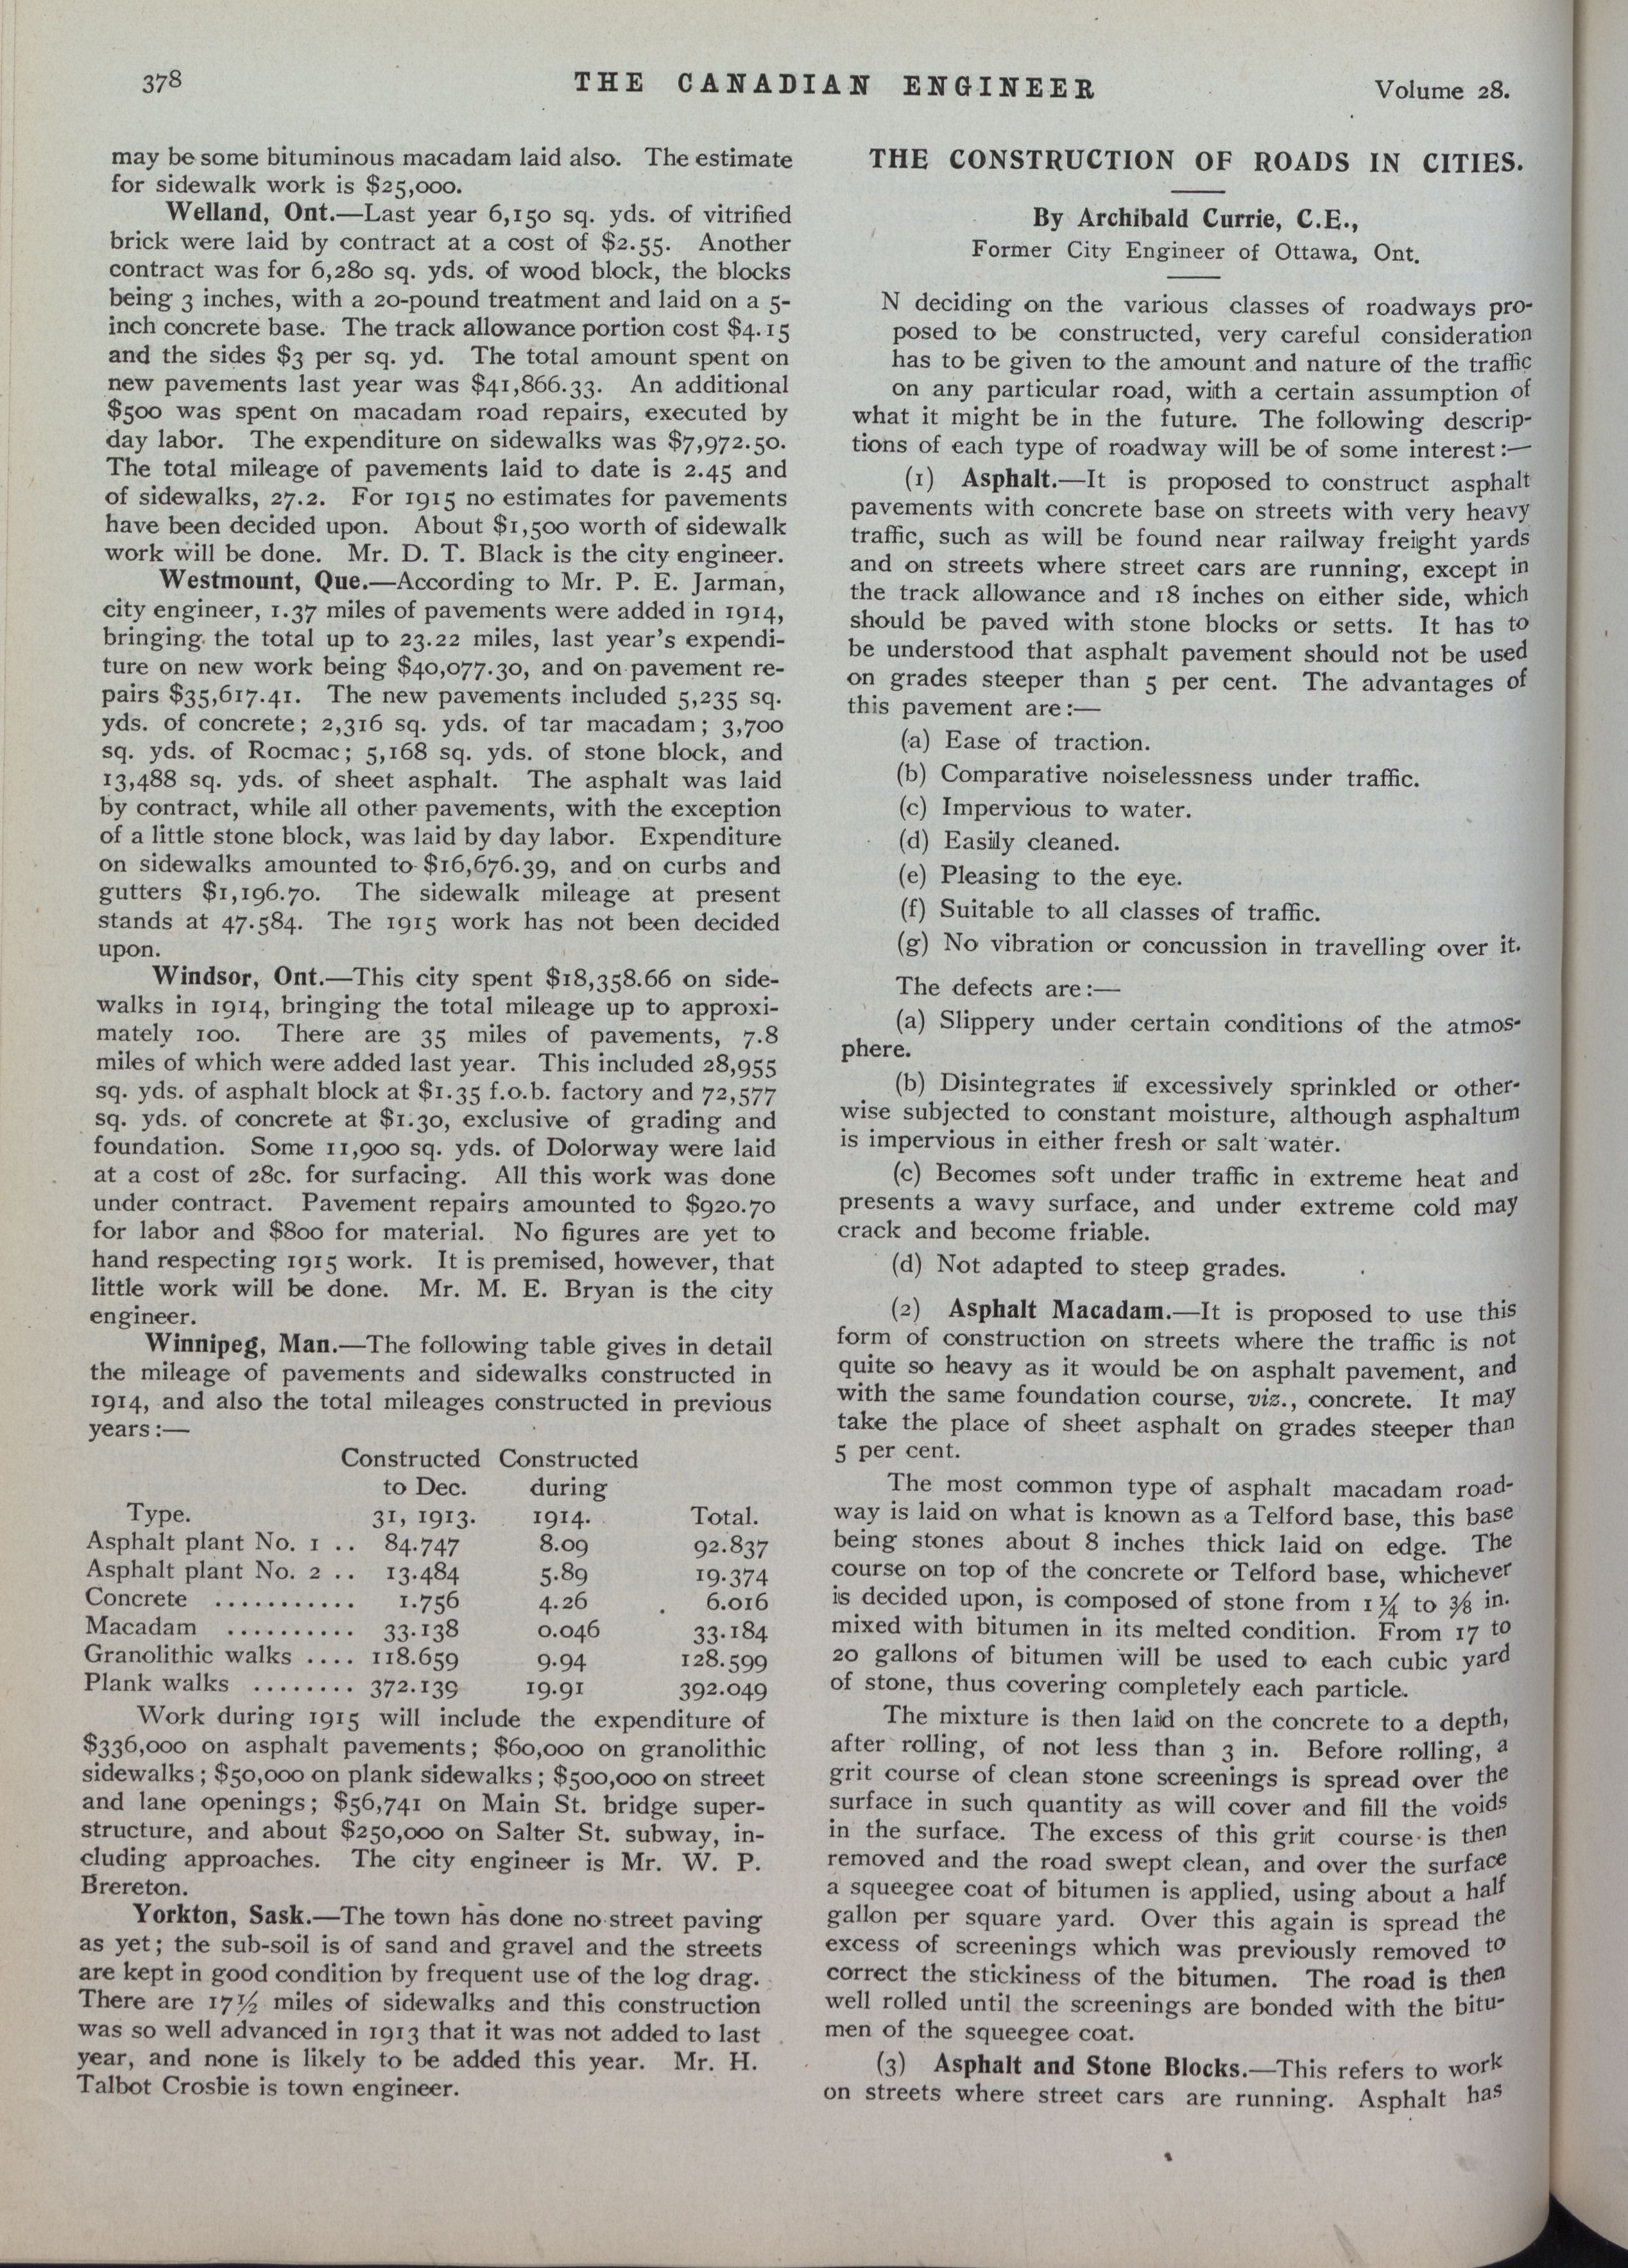 378
THE CANADIAN ENGINEER
Volume 28.
may be some bituminous macadam laid also. The estimate
for sidewalk work is $25,000.
Welland, Ont.—Last year 6,150 sq. yds. of vitrified
brick were laid by contract at a cost of $2.55. Another
contract was for 6,280 sq. yds. of wood block, the blocks
being 3 inches, with a 20-pound treatment and laid on a 5-
inch concrete base. The track allowance portion cost $4.15
and the sides $3 per sq. yd. The total amount spent on
new pavements last year was $41,866.33. An additional
$500 was spent on macadam road repairs, executed by
day labor. The expenditure on sidewalks was $7,972.50.
The total mileage of pavements laid to date is 2.45 and
of sidewalks, 27.2. For 1915 no estimates for pavements
have been decided upon. About $1,500 worth of sidewalk
work will be done. Mr. D. T. Black is the city engineer.
Westmount, Que.—According to Mr. P. E. Jarman,
city engineer, 1.37 miles of pavements were added in 1914,
bringing the total up to 23.22 miles, last year's expendi-
ture on new work being $40,077.30, and on pavement re-
pairs $35,617.41. The new pavements included 5,235 sq.
yds. of concrete; 2,316 sq. yds. of tar macadam; 3,700
sq. yds. of Rocmac; 5,168 sq. yds. of stone block, and
13,488 sq. yds. of sheet asphalt. The asphalt was laid
by contract, while all other pavements, with the exception
of a little stone block, was laid by day labor. Expenditure
on sidewalks amounted to $16,676.39, and on curbs and
gutters $1,196.70. The sidewalk mileage at present
stands at 47.584. The 1915 work has not been decided
upon.
Windsor, Ont.—This city spent $18,358.66 on side-
walks in 1914, bringing the total mileage up to approxi-
mately 100. There are 35 miles of pavements, 7.8
miles of which were added last year. This included 28,955
sq. yds. of asphalt block at $1.35 f.o.b. factory and 72,577
sq. yds. of concrete at $1.30, exclusive of grading and
foundation. Some 11,900 sq. yds. of Dolorway were laid
at a cost of 28c. for surfacing. All this work was done
under contract. Pavement repairs amounted to $920.70
for labor and $800 for material. No figures are yet to
hand respecting 1915 work. It is premised, however, that
little work will be done. Mr. M. E. Bryan is the city
engineer.
Winnipeg, Man.—The following table gives in detail
the mileage of pavements and sidewalks constructed in
1914, and also the total mileages constructed in previous
years:—
Constructed Constructed
to Dec. during
Type. 31, 1913. 1914. Total.
Asphalt plant No. 1 .. 84.747 8.09 92.837
Asphalt plant No. 2 .. 13.484 5.89 19.374
Concrete ........... 1.756 4.26 6.016
Macadam .......... 33.138 0.046 33.184
Granolithic walks .... 118.659 9.94 128.599
Plank walks ........ 372.139 19.91 392.049
Work during 1915 will include the expenditure of
$336,000 on asphalt pavements; $60,000 on granolithic
sidewalks; $50,000 on plank sidewalks; $500,000 on street
and lane openings; $56,741 on Main St. bridge super-
structure, and about $250,000 on Salter St. subway, in-
cluding approaches. The city engineer is Mr. W. P.
Brereton.
Yorkton, Sask.—The town has done no street paving
as yet; the sub-soil is of sand and gravel and the streets
are kept in good condition by frequent use of the log drag.
There are 17½ miles of sidewalks and this construction
was so well advanced in 1913 that it was not added to last
year, and none is likely to be added this year. Mr. H.
Talbot Crosbie is town engineer.
THE CONSTRUCTION OF ROADS IN CITIES.
By Archibald Currie, C.E.,
Former City Engineer of Ottawa, Ont.
N deciding on the various classes of roadways pro-
posed to be constructed, very careful consideration
has to be given to the amount and nature of the traffic
on any particular road, with a certain assumption of
what it might be in the future. The following descrip-
tions of each type of roadway will be of some interest:—
(1) Asphalt.—It is proposed to construct asphalt
pavements with concrete base on streets with very heavy
traffic, such as will be found near railway freight yards
and on streets where street cars are running, except in
the track allowance and 18 inches on either side, which
should be paved with stone blocks or setts. It has to
be understood that asphalt pavement should not be used
on grades steeper than 5 per cent. The advantages of
this pavement are:—
(a) Ease of traction.
(b) Comparative noiselessness under traffic.
(c) Impervious to water.
(d) Easily cleaned.
(e) Pleasing to the eye.
(f) Suitable to all classes of traffic.
(g) No vibration or concussion in travelling over it.
The defects are:—
(a) Slippery under certain conditions of the atmos-
phere.
(b) Disintegrates if excessively sprinkled or other-
wise subjected to constant moisture, although asphaltum
is impervious in either fresh or salt water.
(c) Becomes soft under traffic in extreme heat and
presents a wavy surface, and under extreme cold may
crack and become friable.
(d) Not adapted to steep grades.
(2) Asphalt Macadam.—It is proposed to use this
form of construction on streets where the traffic is not
quite so heavy as it would be on asphalt pavement, and
with the same foundation course, viz., concrete. It may
take the place of sheet asphalt on grades steeper than
5 per cent.
The most common type of asphalt macadam road-
way is laid on what is known as a Telford base, this base
being stones about 8 inches thick laid on edge. The
course on top of the concrete or Telford base, whichever
is decided upon, is composed of stone from 1¼ to ⅜ in.
mixed with bitumen in its melted condition. From 17 to
20 gallons of bitumen will be used to each cubic yard
of stone, thus covering completely each particle.
The mixture is then laid on the concrete to a depth,
after rolling, of not less than 3 in. Before rolling, a
grit course of clean stone screenings is spread over the
surface in such quantity as will cover and fill the voids
in the surface. The excess of this grit course is then
removed and the road swept clean, and over the surface
a squeegee coat of bitumen is applied, using about a half
gallon per square yard. Over this again is spread the
excess of screenings which was previously removed to
correct the stickiness of the bitumen. The road is then
well rolled until the screenings are bonded with the bitu-
men of the squeegee coat.
(3) Asphalt and Stone Blocks.—This refers to work
on streets where street cars are running. Asphalt has